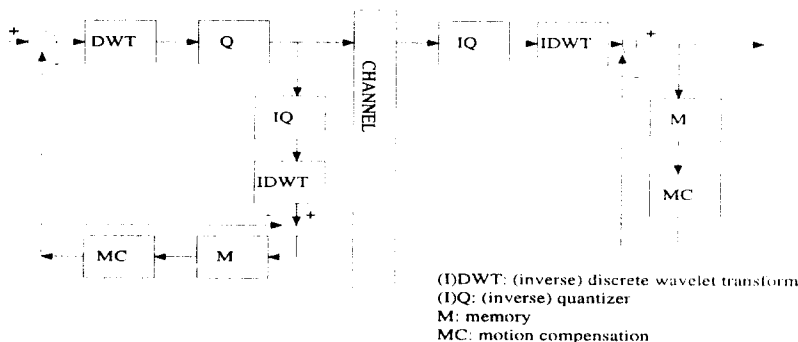 +
DWT
Q
CHANNEL
IQ
IDWT
+
IQ
M
IDWT
MC
-
+
MC
M
(I)DWT: (inverse) discrete wavelet transform
(I)Q: (inverse) quantizer
M: memory
MC: motion compensation